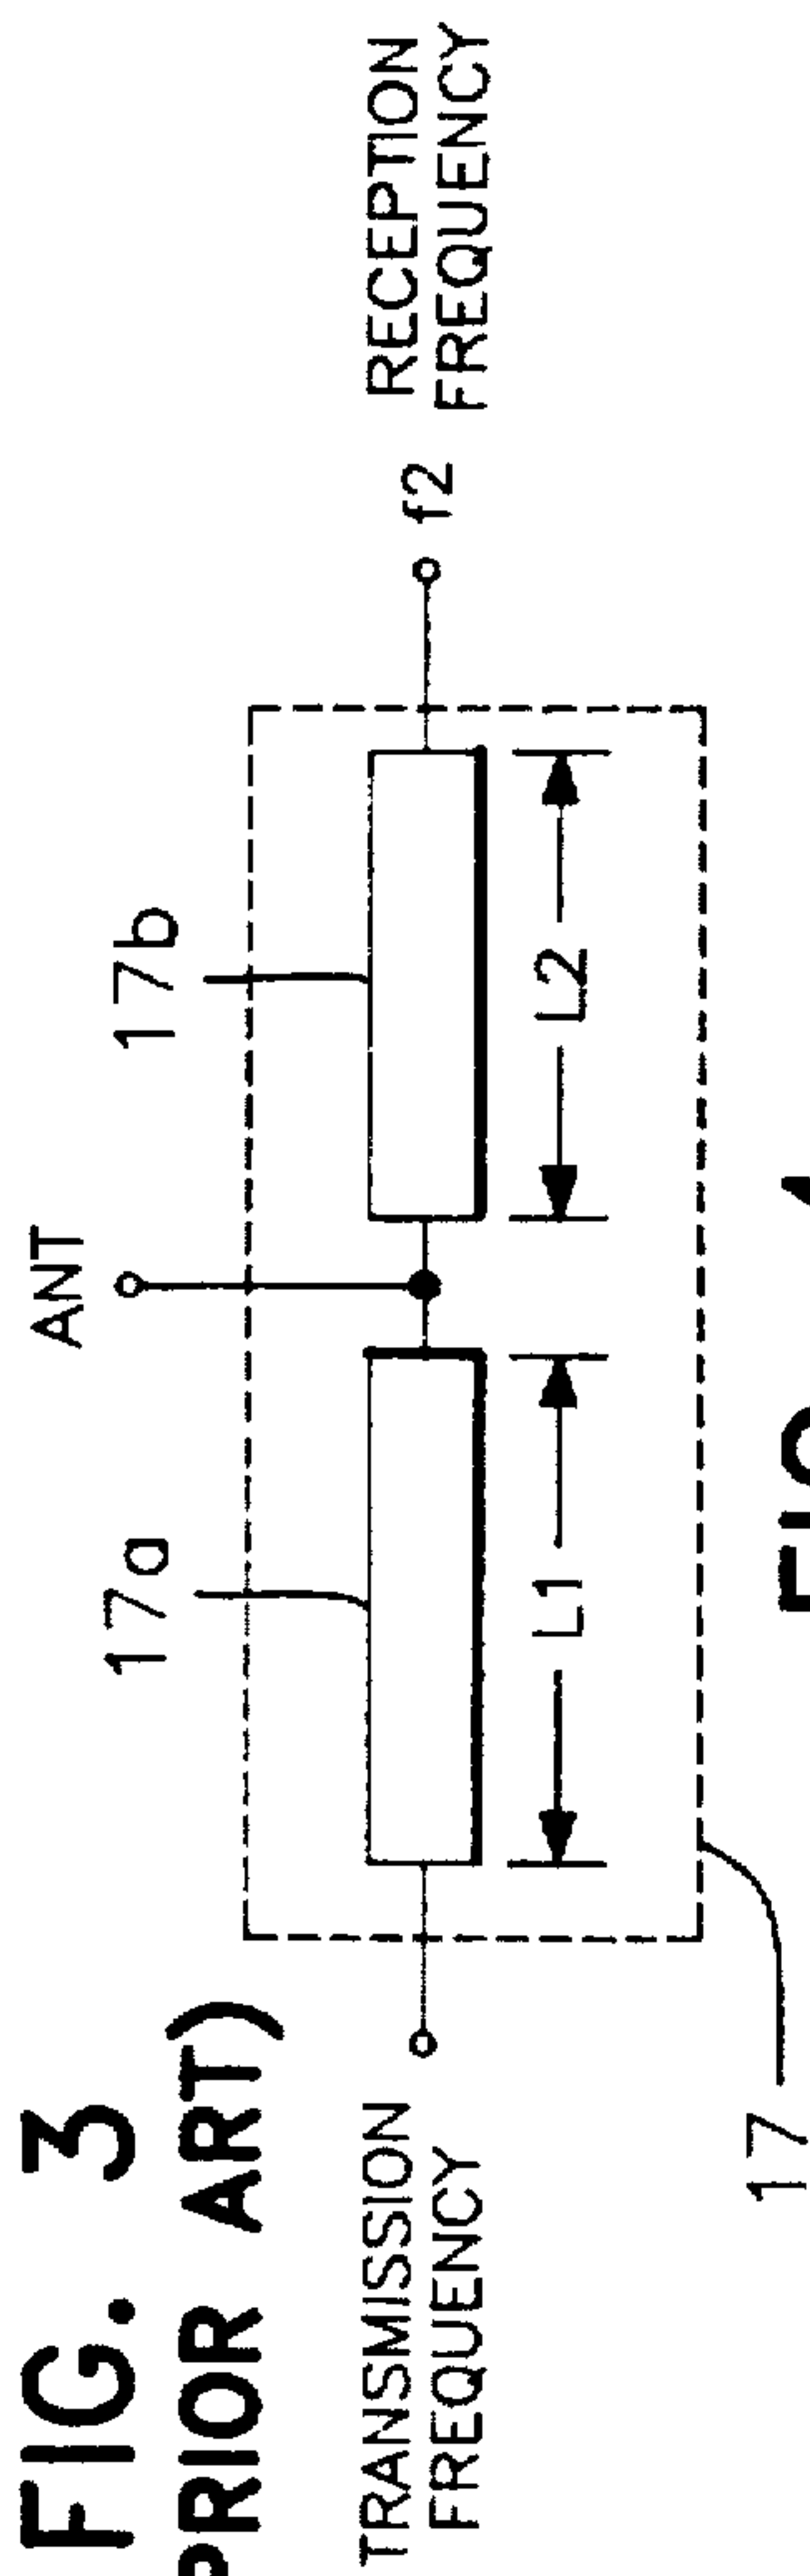 FIG. 3
PRIOR ART)
ANT
17a
17b
TRANSMISSION
FREQUENCY
f2
RECEPTION
FREQUENCY
L1
L2
17